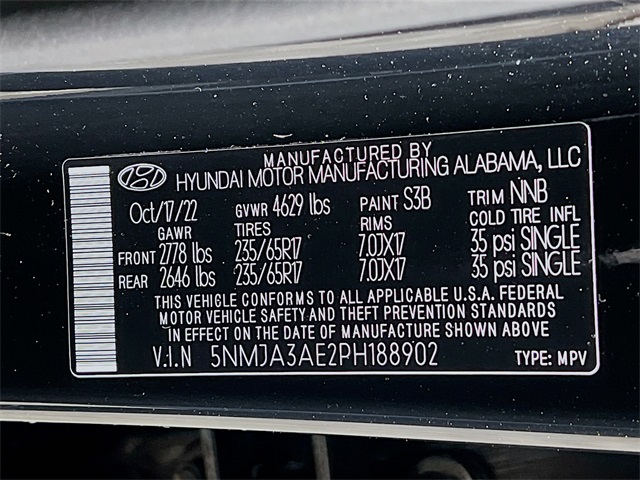 MANUFACTURED BY
HYUNDAI MOTOR MANUFACTURING ALABAMA, LLC
Oct/17/22 GVWR 4629 lbs PAINT S3B TRIM NNB
GAWR TIRES RIMS COLD TIRE INFL
FRONT 2778 lbs 235/65R17 7.0JX17 35 psi SINGLE
REAR 2646 lbs 235/65R17 7.0JX17 35 psi SINGLE
THIS VEHICLE CONFORMS TO ALL APPLICABLE U.S.A. FEDERAL
MOTOR VEHICLE SAFETY AND THEFT PREVENTION STANDARDS
IN EFFECT ON THE DATE OF MANUFACTURE SHOWN ABOVE
V.I.N 5NMJA3AE2PH188902 TYPE: MPV